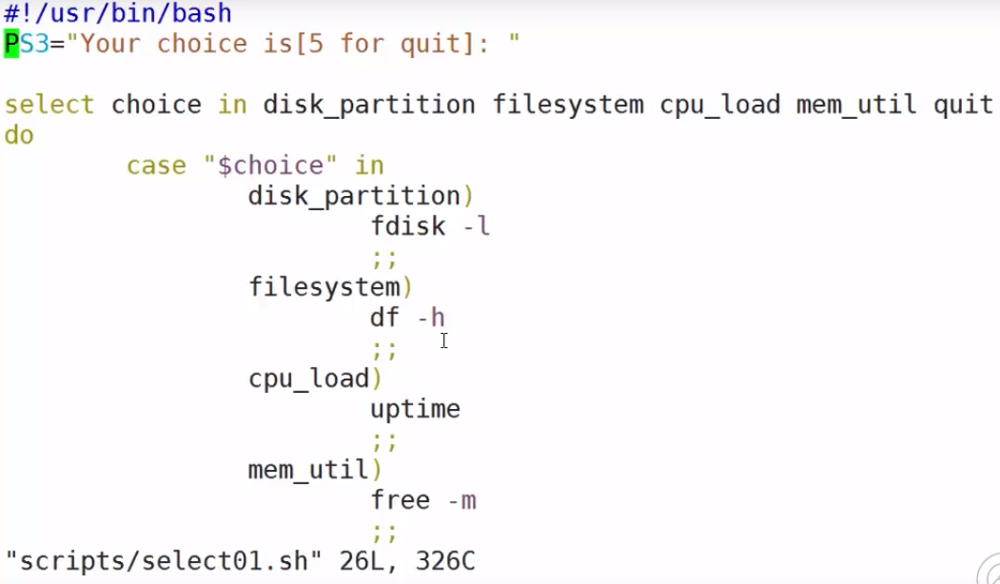 #!/usr/bin/bash
PS3="Your choice is[5 for quit]: "
select choice in disk_partition filesystem cpu_load mem_util quit
do
case "$choice" in
disk_partition)
fdisk -l
;;
filesystem)
df -h
;;
cpu_load)
uptime
;;
mem_util)
free -m
;;
"scripts/select01.sh" 26L, 326C